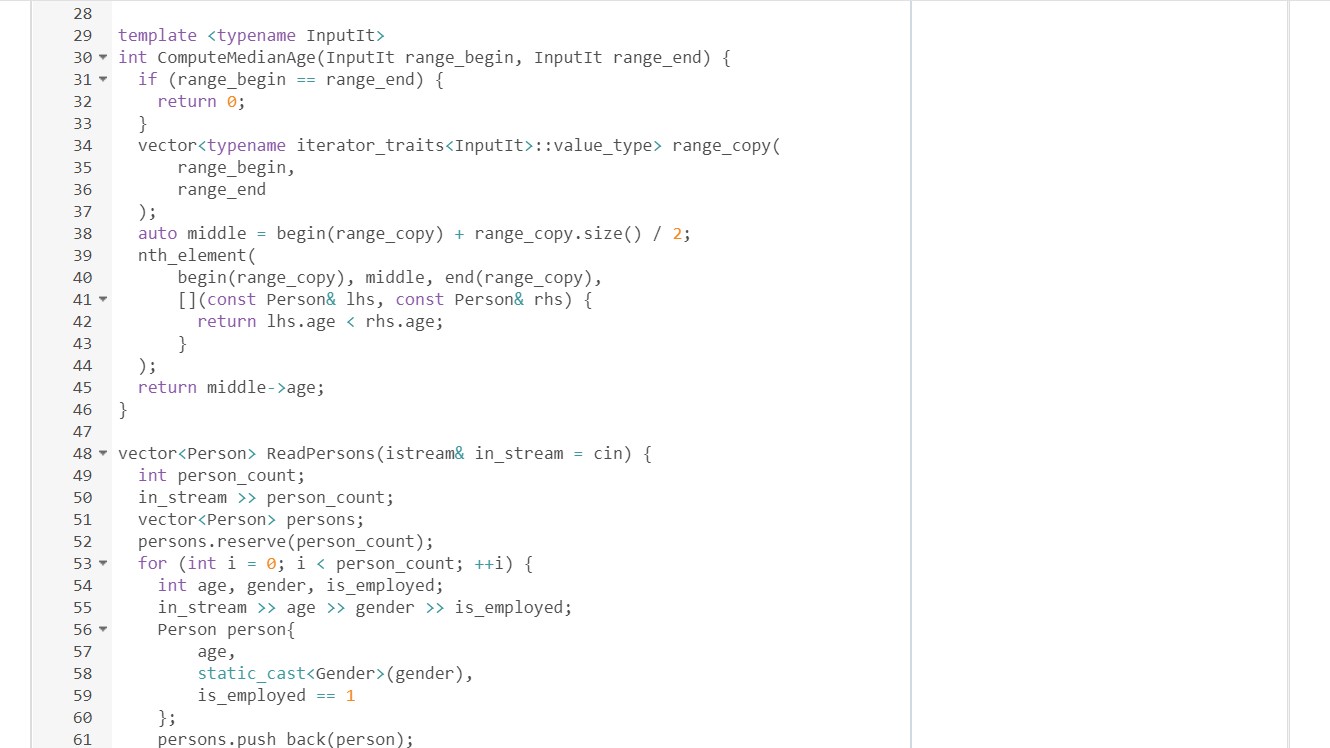 28
29 template <typename InputIt>
30 int ComputeMedianAge(InputIt range_begin, InputIt range_end) {
31   if (range_begin == range_end) {
32     return 0;
33   }
34   vector<typename iterator_traits<InputIt>::value_type> range_copy(
35       range_begin,
36       range_end
37   );
38   auto middle = begin(range_copy) + range_copy.size() / 2;
39   nth_element(
40       begin(range_copy), middle, end(range_copy),
41       [](const Person& lhs, const Person& rhs) {
42         return lhs.age < rhs.age;
43       }
44   );
45   return middle->age;
46 }
47
48 vector<Person> ReadPersons(istream& in_stream = cin) {
49   int person_count;
50   in_stream >> person_count;
51   vector<Person> persons;
52   persons.reserve(person_count);
53   for (int i = 0; i < person_count; ++i) {
54     int age, gender, is_employed;
55     in_stream >> age >> gender >> is_employed;
56     Person person{
57         age,
58         static_cast<Gender>(gender),
59         is_employed == 1
60     };
61     persons.push_back(person);